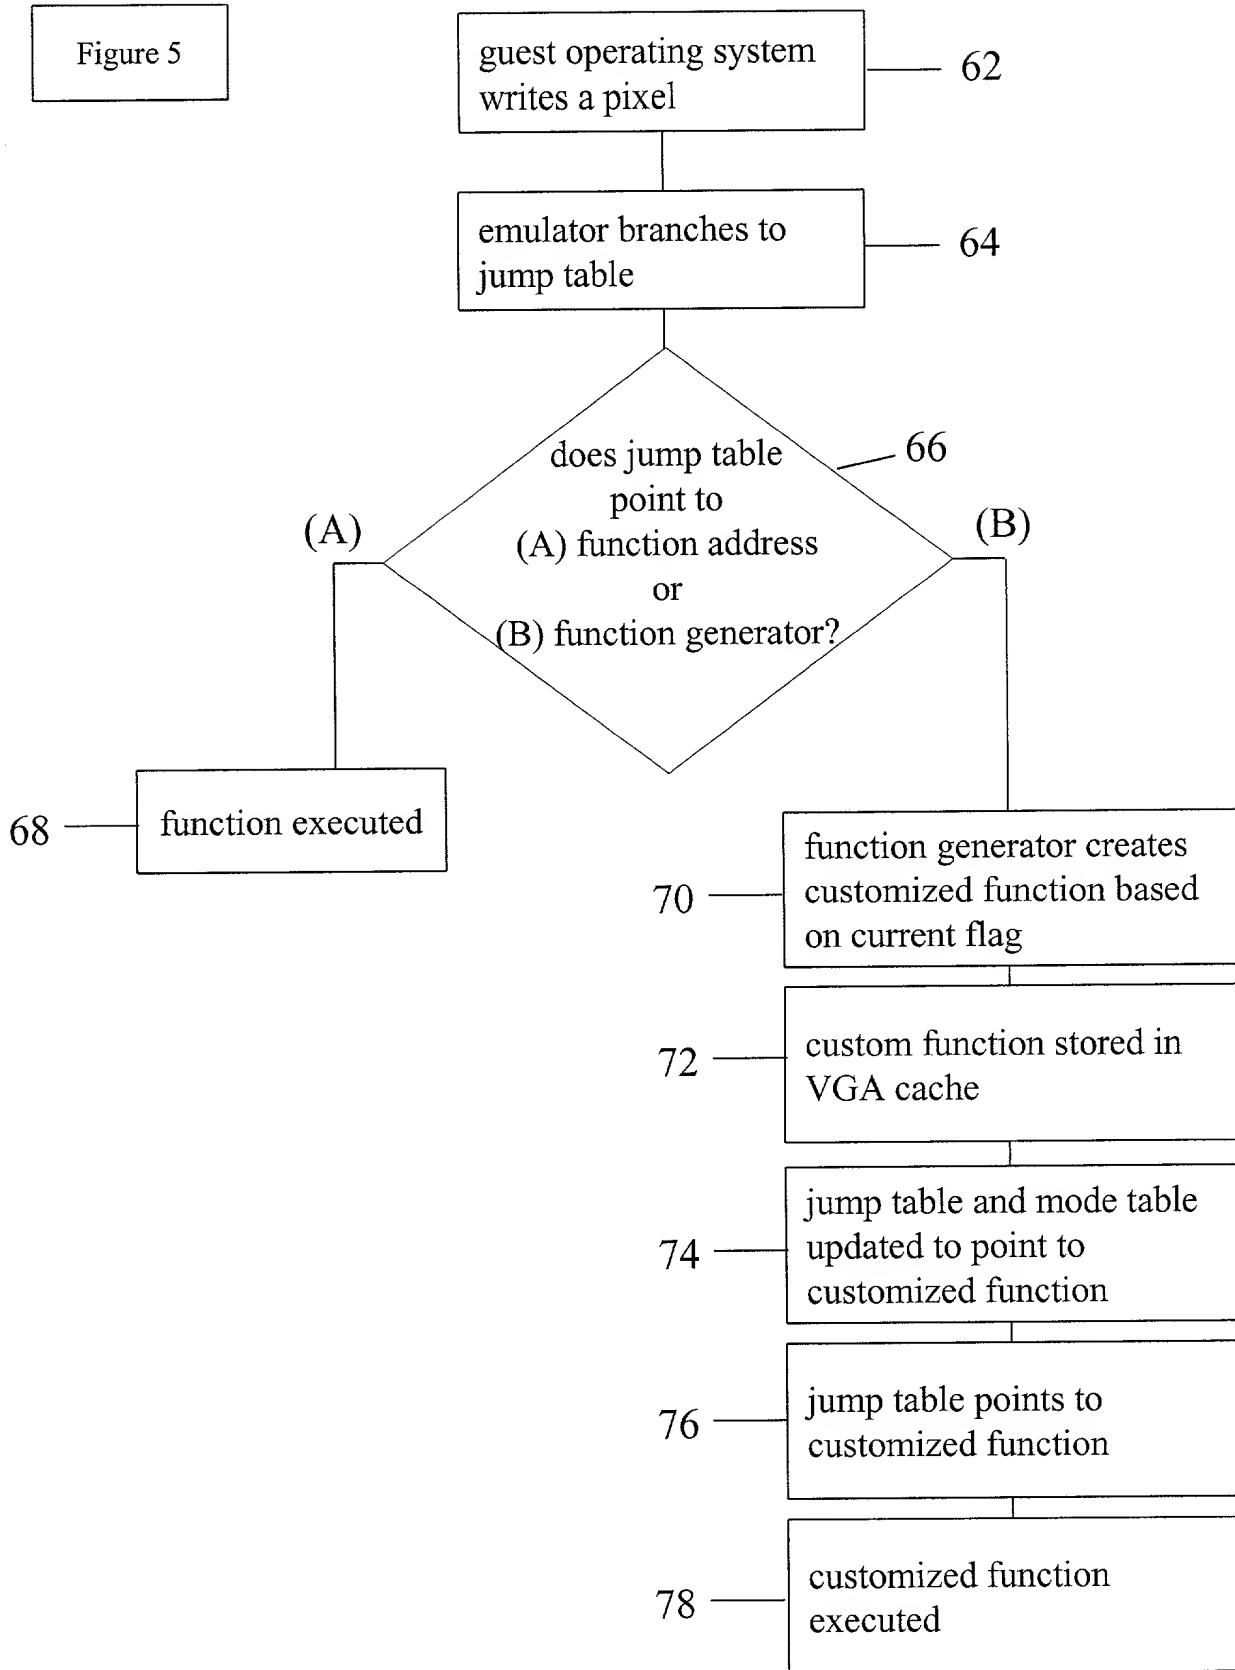 Figure 5
guest operating system
writes a pixel
62
emulator branches to
jump table
64
does jump table
point to
(A) function address
or
(B) function generator?
66
(A)
(B)
68
function executed
function generator creates
customized function based
on current flag
70
custom function stored in
VGA cache
72
jump table and mode table
updated to point to
customized function
74
jump table points to
customized function
76
customized function
executed
78